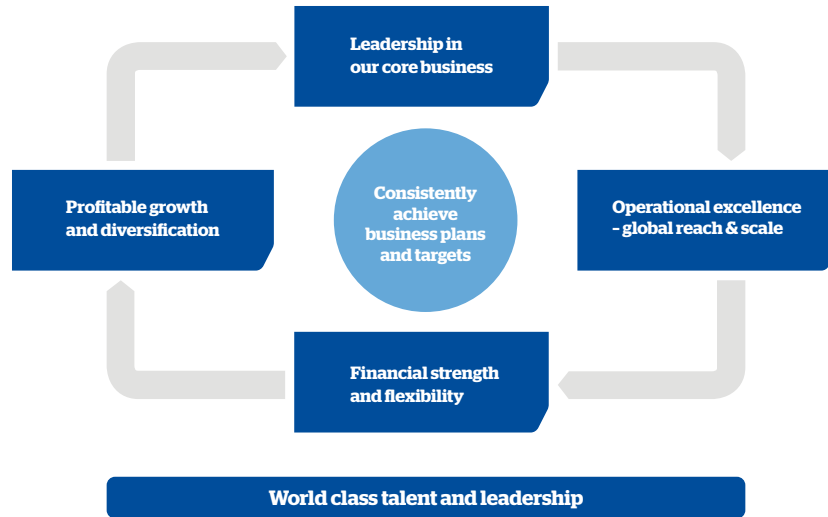 Leadership in
our core business
Profitable growth
and diversification
Consistently
achieve
business plans
and targets
Operational excellence
– global reach & scale
Financial strength
and flexibility
World class talent and leadership